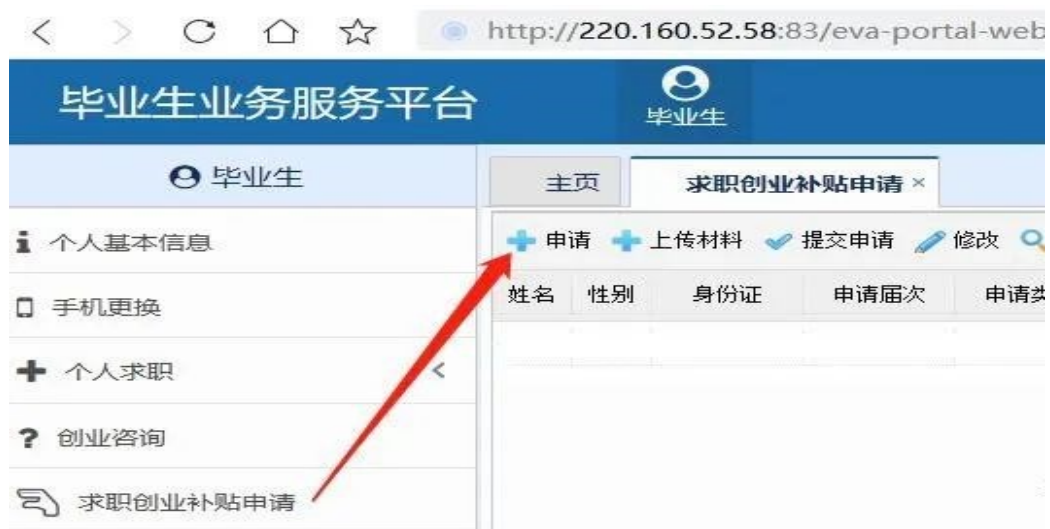 http://220.160.52.58:83/eva-portal-web
毕业生业务服务平台
毕业生
毕业生
主页 求职创业补贴申请 ×
个人基本信息
申请 上传材料 提交申请 修改
手机更换
姓名 性别 身份证 申请届次 申请类
个人求职
创业咨询
求职创业补贴申请